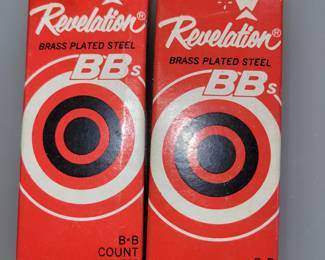 Revelation®
BRASS PLATED STEEL
BBs
B•B
COUNT
Revelation®
BRASS PLATED STEEL
BBs